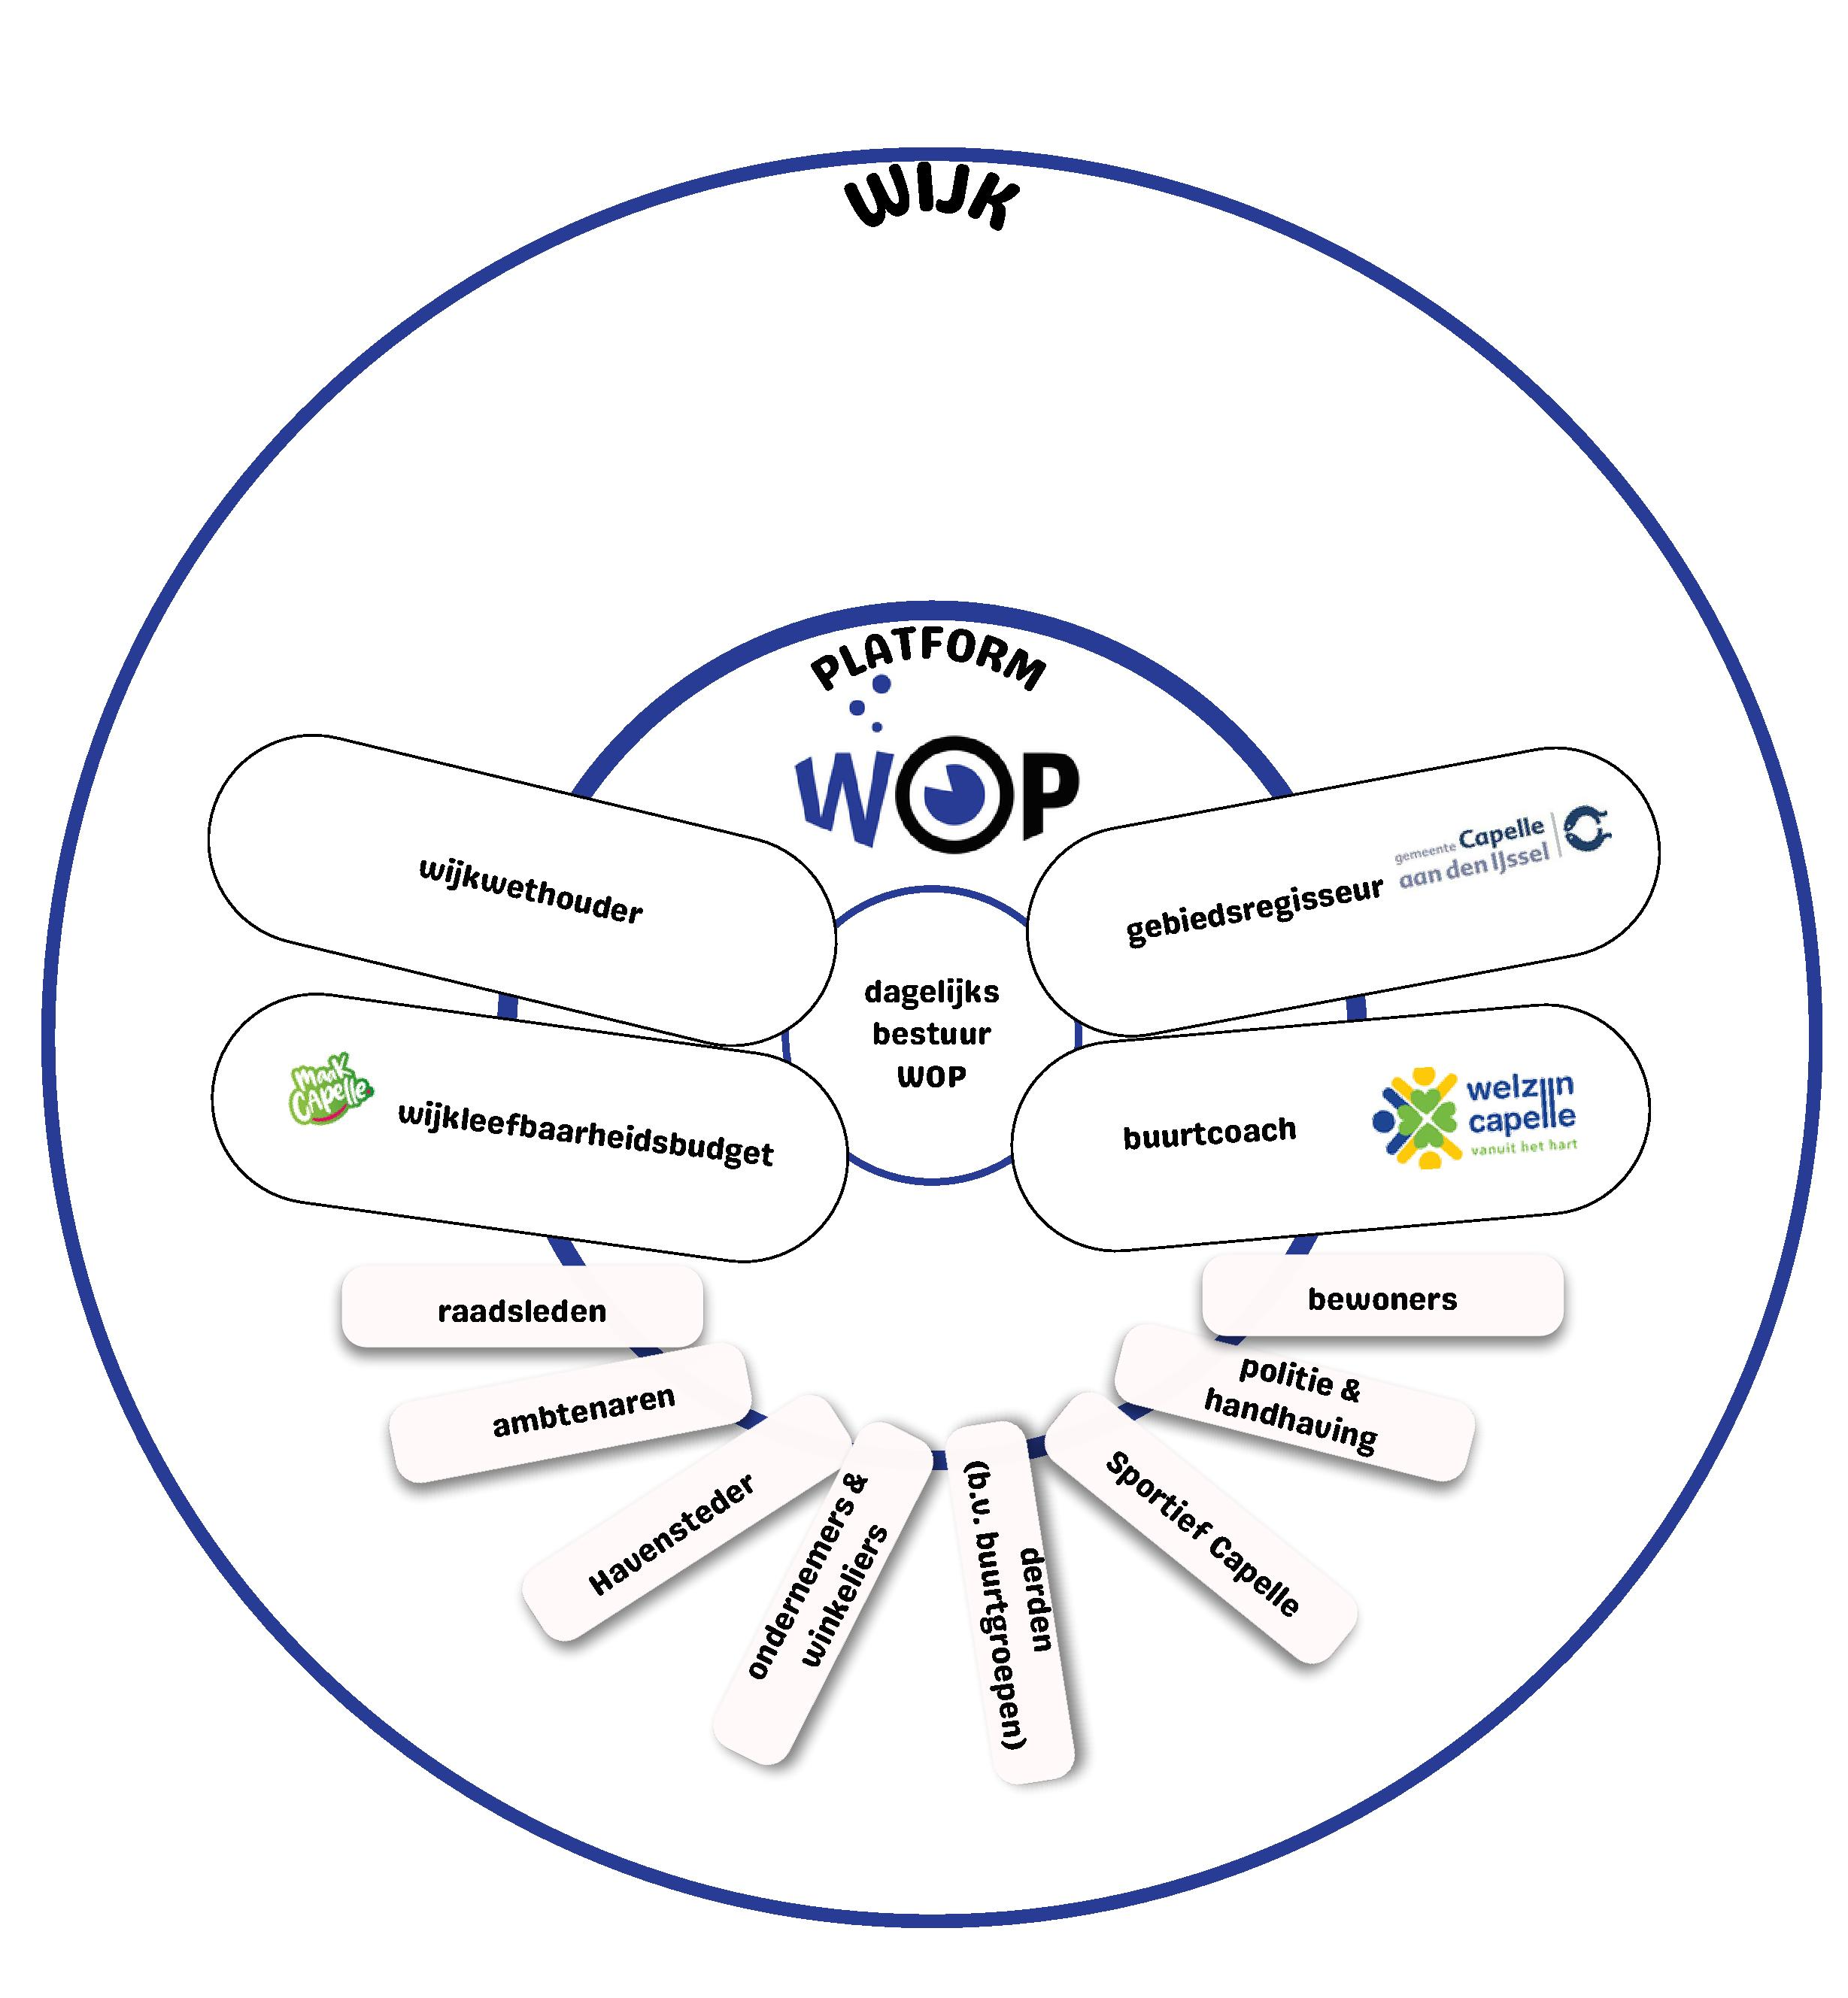 WIJK
PLATFORM
WOP
wijkwethouder
gebiedsregisseur
gemeente Capelle
aan den IJssel
dagelijks
bestuur
WOP
maak
Capelle
wijkleefbaarheidsbudget
buurtcoach
welzijn
capelle
vanuit het hart
raadsleden
bewoners
ambtenaren
politie &
handhaving
Havensteder
ondernemers &
winkeliers
derden
(b.v. buurtgroepen)
Sportief Capelle